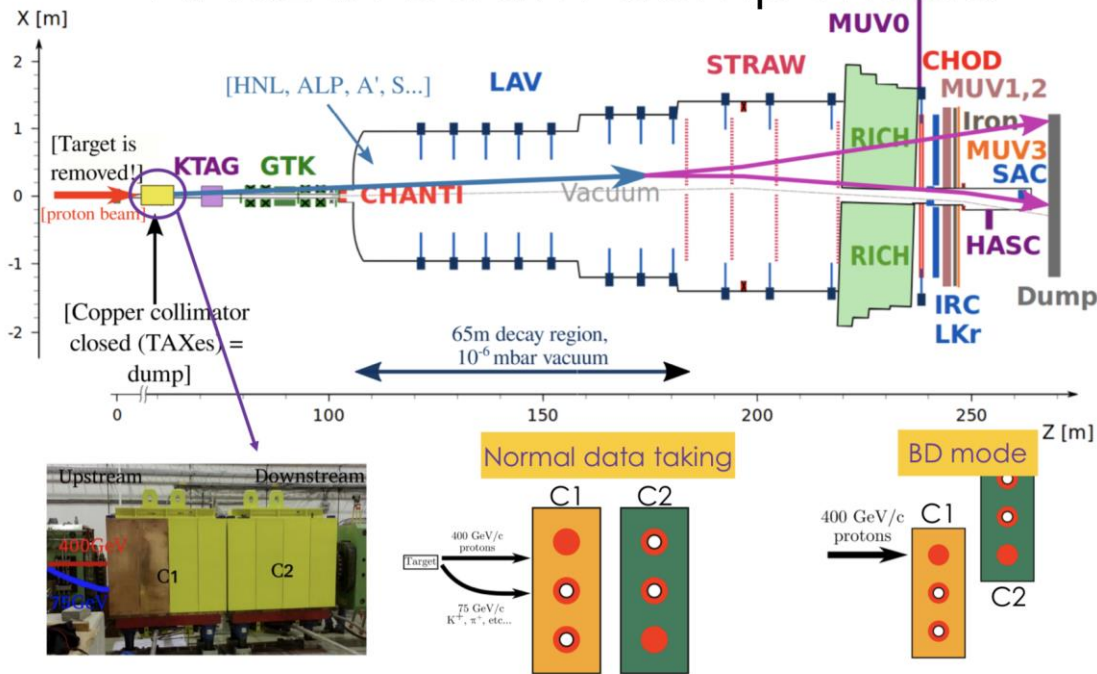 X [m]
MUV0
2
1
0
-1
-2
[HNL, ALP, A', S...]
LAV
STRAW
CHOD
MUV1,2
Iron
MUV3
SAC
[Target is
removed!]
KTAG
GTK
CHANTI
Vacuum
RICH
[proton beam]
RICH
HASC
Dump
IRC
LKr
[Copper collimator
closed (TAXes) =
dump]
65m decay region,
10⁻⁶ mbar vacuum
0
100
150
200
250
Z [m]
Upstream
Downstream
400GeV
C1
C2
Normal data taking
C1
C2
Target
400 GeV/c
protons
75 GeV/c
K⁺, π⁺, etc...
BD mode
C1
400 GeV/c
protons
C2